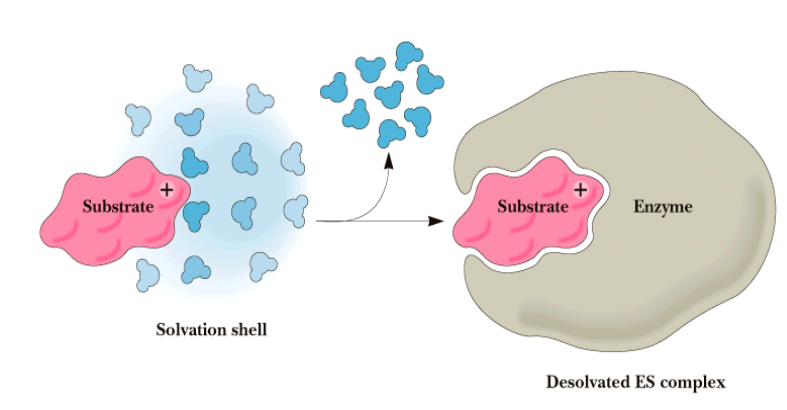 Substrate +
Solvation shell
Substrate +
Enzyme
Desolvated ES complex